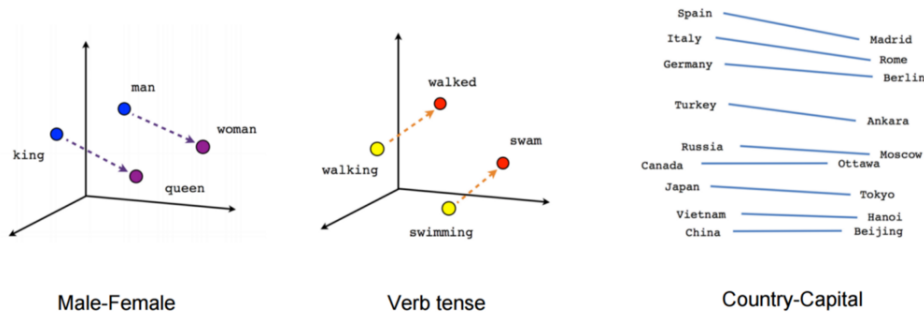 man
woman
king
queen
Male-Female
walked
swam
walking
swimming
Verb tense
Spain
Madrid
Italy
Rome
Germany
Berlin
Turkey
Ankara
Russia
Moscow
Canada
Ottawa
Japan
Tokyo
Vietnam
Hanoi
China
Beijing
Country-Capital